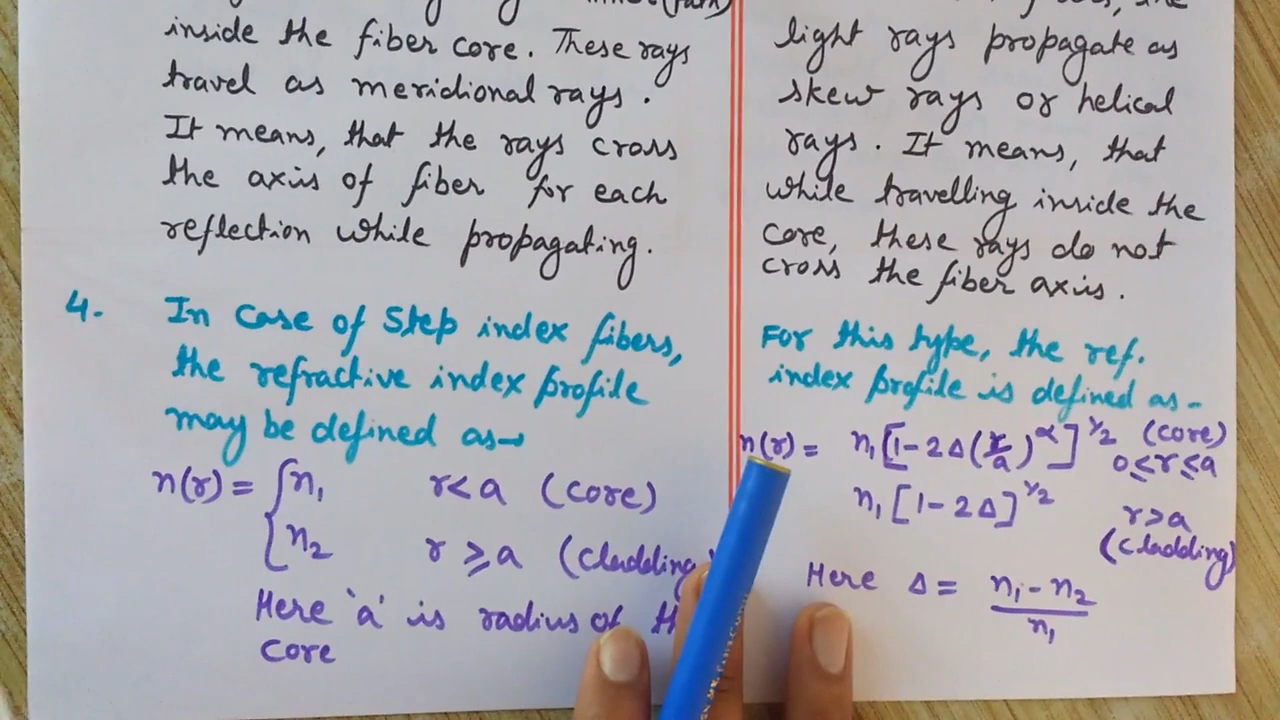 inside the fiber core. These rays
travel as meridional rays.
It means, that the rays cross
the axis of fiber for each
reflection while propagating.
4. In case of Step index fibers,
the refractive index profile
may be defined as→
n(r) = { n₁ r < a (core)
n₂ r ⩾ a (cladding
Here 'a' is radius of
core
light rays propagate as
skew rays or helical
rays. It means, that
while travelling inside the
core, these rays do not
cross the fiber axis.
For this type, the ref.
index profile is defined as-
n(r) = n₁[1-2Δ(r/a)^α]^1/2 (core)
0≤r≤a
n₁[1-2Δ]^1/2 r>a
(cladding)
Here Δ = n₁-n₂
n₁